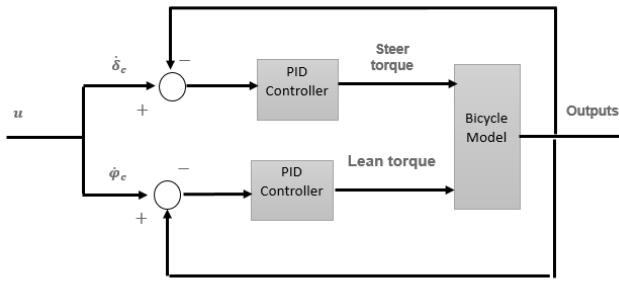 Steer
torque
δ̇c
−
PID
Controller
+
u
Bicycle
Model
Outputs
φ̇c
−
PID
Controller
Lean torque
+